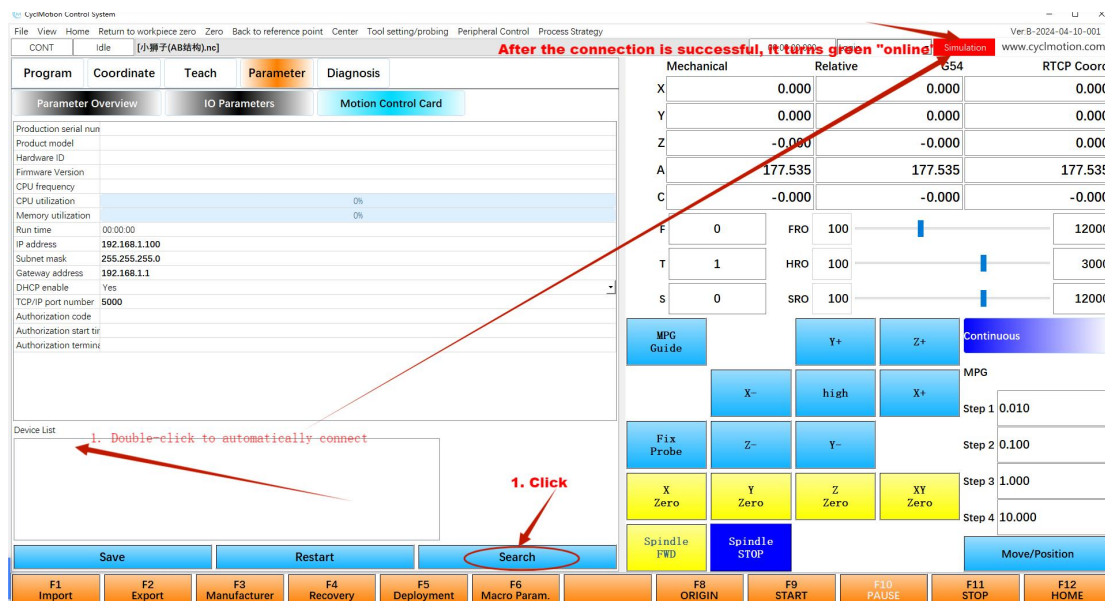 CyclMotion Control System
File View Home Return to workpiece zero Zero Back to reference point Center Tool setting/probing Peripheral Control Process Strategy Ver:B-2024-04-10-001
CONT Idle [小狮子(AB结构).nc] After the connection is successful, it turns green "online" Simulation www.cyclmotion.com
Program Coordinate Teach Parameter Diagnosis
Parameter Overview IO Parameters Motion Control Card
Production serial num
Product model
Hardware ID
Firmware Version
CPU frequency
CPU utilization 0%
Memory utilization 0%
Run time 00:00:00
IP address 192.168.1.100
Subnet mask 255.255.255.0
Gateway address 192.168.1.1
DHCP enable Yes
TCP/IP port number 5000
Authorization code
Authorization start tir
Authorization termina
Device List
1. Double-click to automatically connect
1. Click
Save Restart Search
Mechanical Relative G54 RTCP Coord
X 0.000 0.000 0.000
Y 0.000 0.000 0.000
Z -0.000 -0.000 0.000
A 177.535 177.535 177.535
C -0.000 -0.000 -0.000
F 0 FRO 100 12000
T 1 HRO 100 3000
S 0 SRO 100 12000
MPG Guide Y+ Z+ Continuous
MPG
X- high X+ Step 1 0.010
Fix Probe Z- Y- Step 2 0.100
X Zero Y Zero Z Zero XY Zero Step 3 1.000
Step 4 10.000
Spindle FWD Spindle STOP Move/Position
F1 F2 F3 F4 F5 F6 F8 F9 F10 F11 F12
Import Export Manufacturer Recovery Deployment Macro Param. ORIGIN START PAUSE STOP HOME